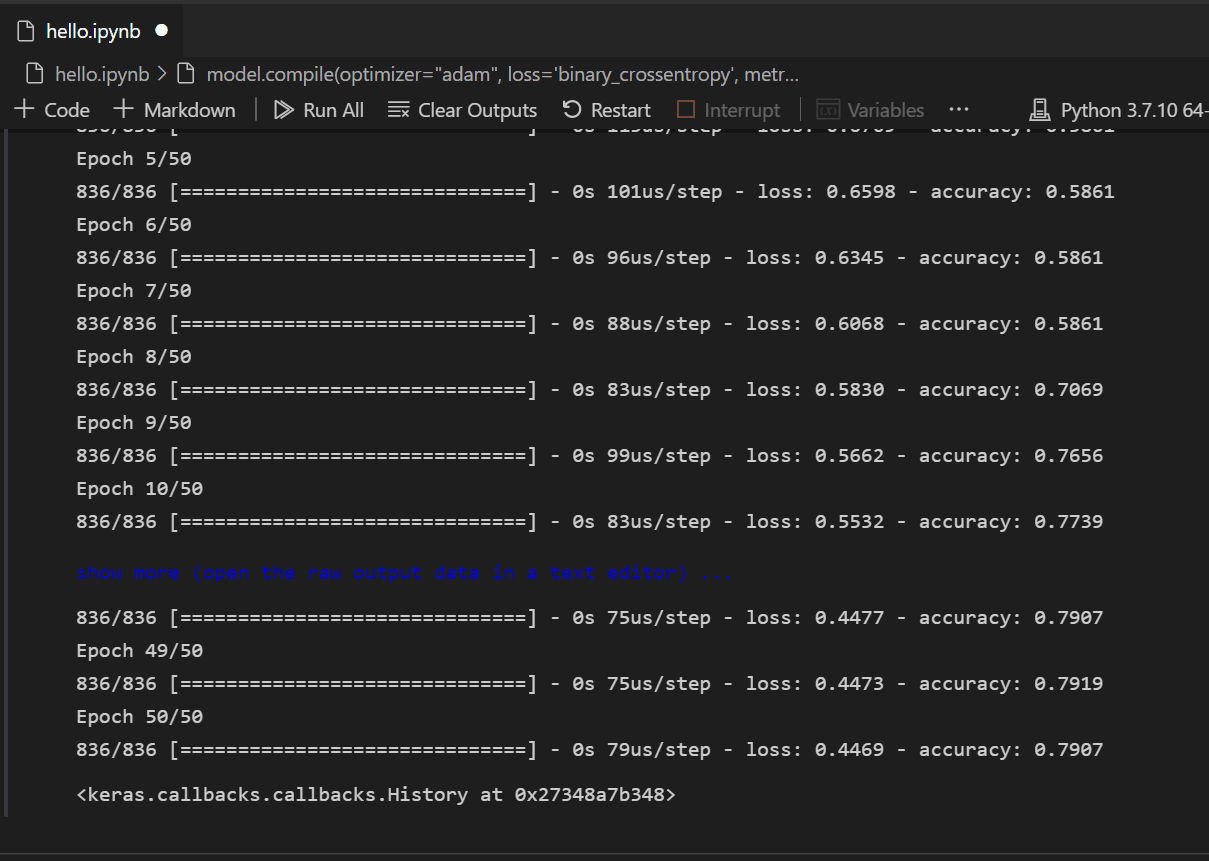 hello.ipynb
hello.ipynb > model.compile(optimizer="adam", loss='binary_crossentropy', metr...
+ Code + Markdown | Run All Clear Outputs Restart Interrupt | Variables ... Python 3.7.10 64-
Epoch 5/50
836/836 [==============================] - 0s 101us/step - loss: 0.6598 - accuracy: 0.5861
Epoch 6/50
836/836 [==============================] - 0s 96us/step - loss: 0.6345 - accuracy: 0.5861
Epoch 7/50
836/836 [==============================] - 0s 88us/step - loss: 0.6068 - accuracy: 0.5861
Epoch 8/50
836/836 [==============================] - 0s 83us/step - loss: 0.5830 - accuracy: 0.7069
Epoch 9/50
836/836 [==============================] - 0s 99us/step - loss: 0.5662 - accuracy: 0.7656
Epoch 10/50
836/836 [==============================] - 0s 83us/step - loss: 0.5532 - accuracy: 0.7739
show more (open the raw output data in a text editor) ...
836/836 [==============================] - 0s 75us/step - loss: 0.4477 - accuracy: 0.7907
Epoch 49/50
836/836 [==============================] - 0s 75us/step - loss: 0.4473 - accuracy: 0.7919
Epoch 50/50
836/836 [==============================] - 0s 79us/step - loss: 0.4469 - accuracy: 0.7907
<keras.callbacks.callbacks.History at 0x27348a7b348>